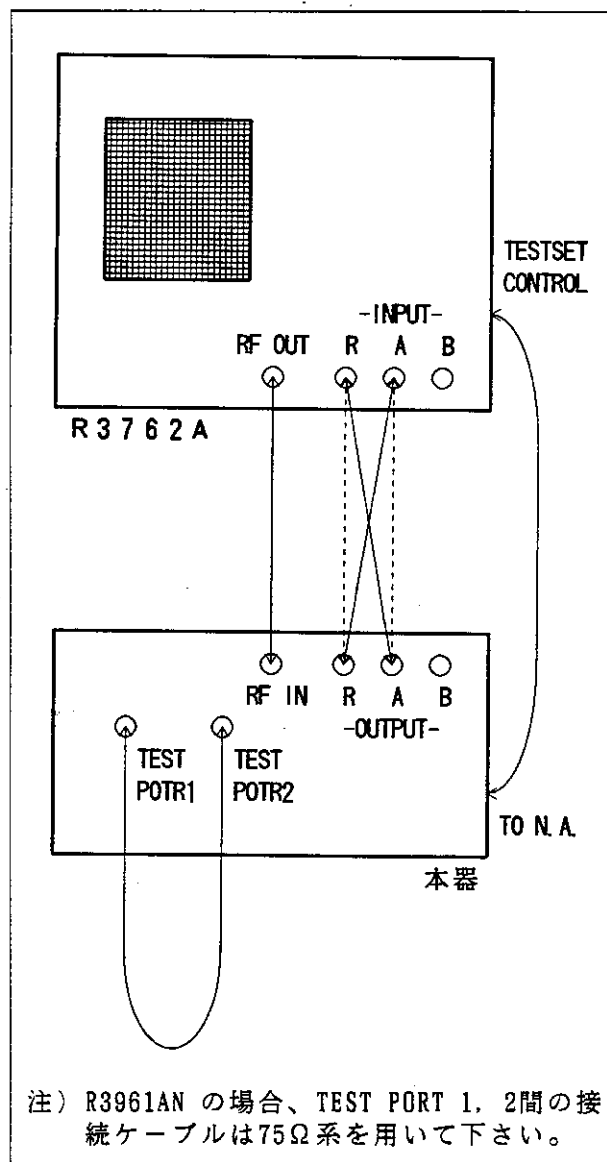 TESTSET
CONTROL
-INPUT-
RF OUT R A B
R3762A
RF IN R A B
-OUTPUT-
TEST
POTR1
TEST
POTR2
TO N.A.
本器
注) R3961AN の場合、TEST PORT 1, 2間の接
続ケーブルは75Ω系を用いて下さい。